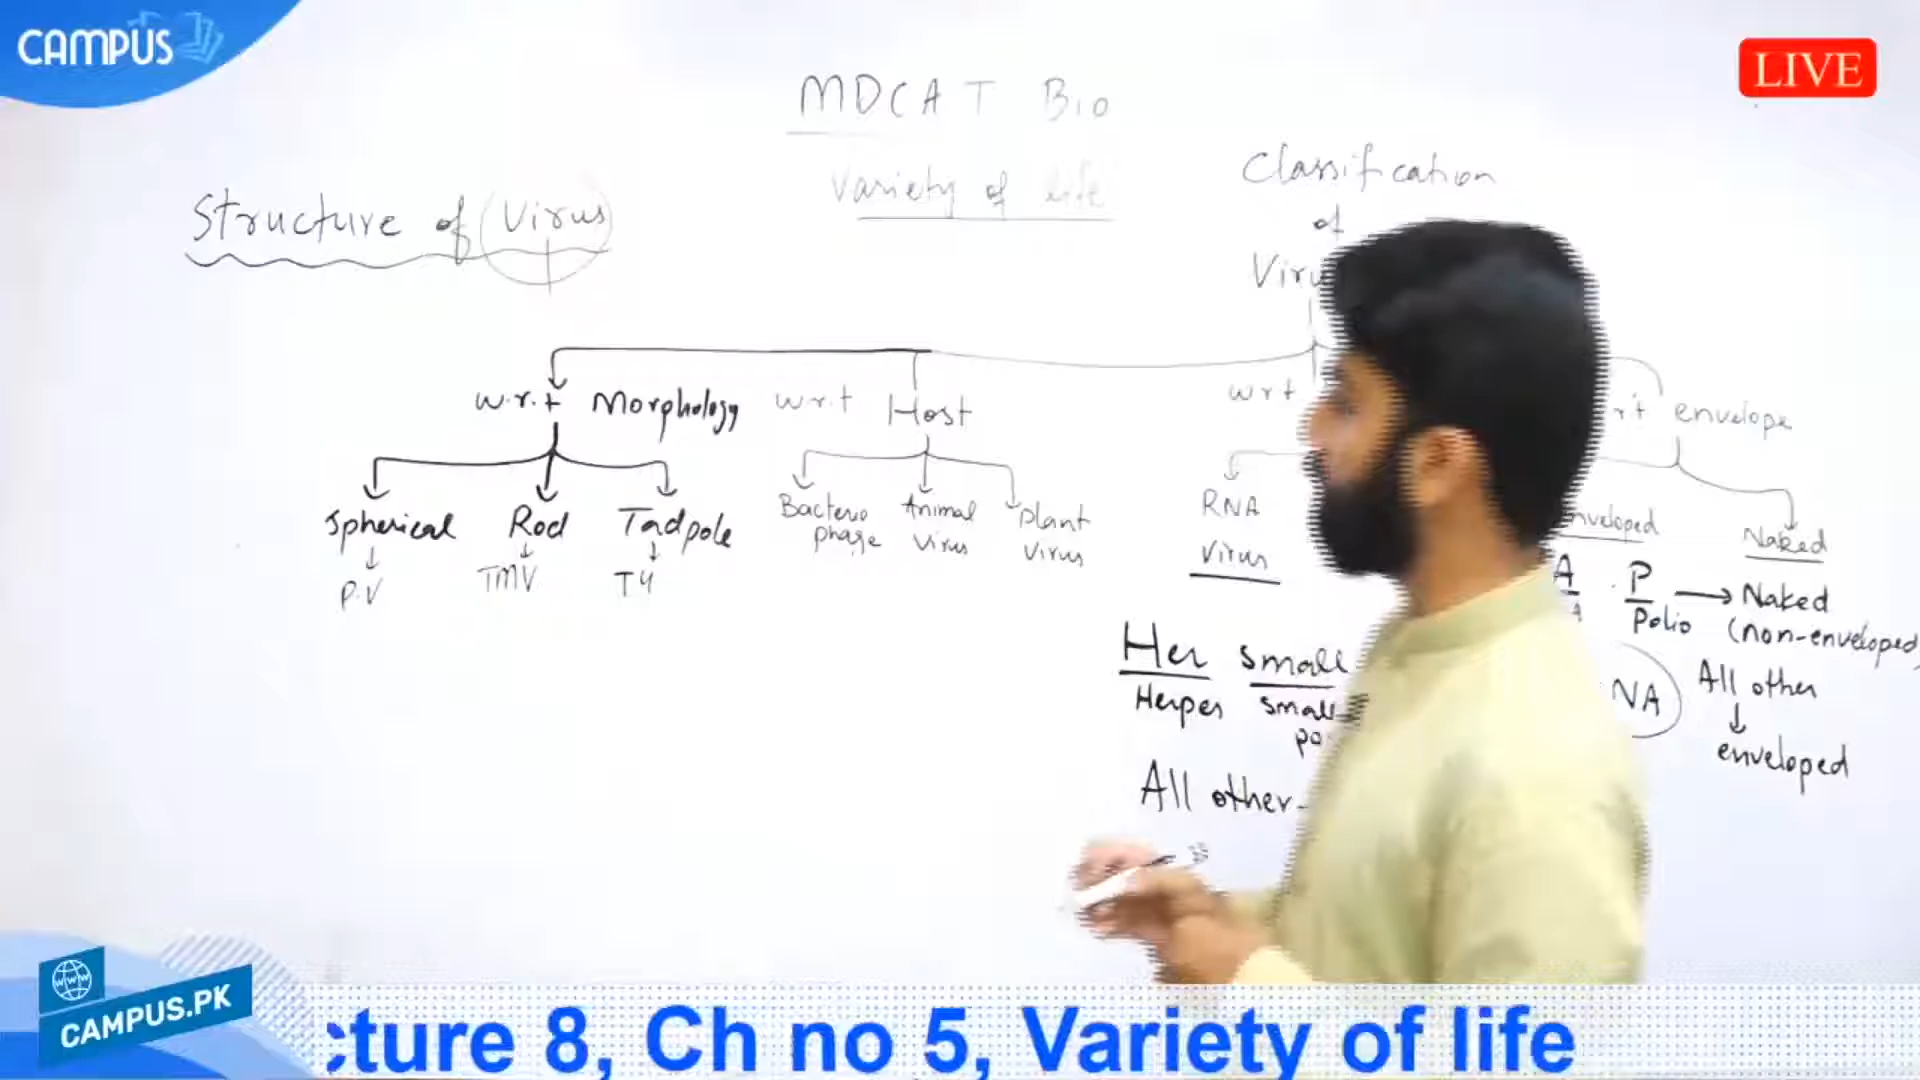 CAMPUS
LIVE
MDCAT Bio
Variety of life
Structure of Virus
Classification
of
w.r.t Morphology
w.r.t Host
w r t
envelope
Spherical
Rod
Tadpole
P.V
TMV
T4
Bacterio
phage
Animal
Virus
Plant
Virus
RNA
Virus
Naked
P → Naked
Polio (non-enveloped)
Her small
Herpes small
All other
All other
enveloped
www
CAMPUS.PK
8, Ch no 5, Variety of life